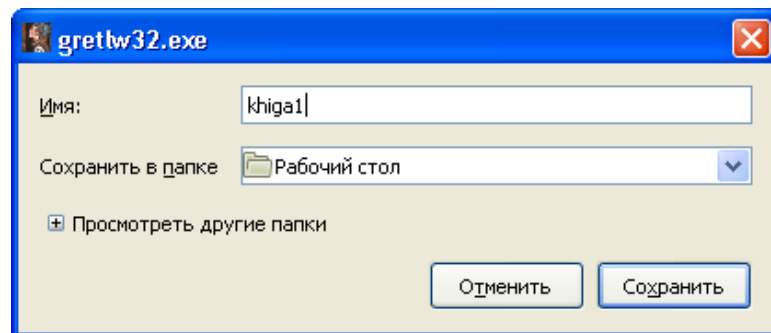 gretlw32.exe
Имя: khiga1
Сохранить в папке Рабочий стол
Просмотреть другие папки
Отменить Сохранить